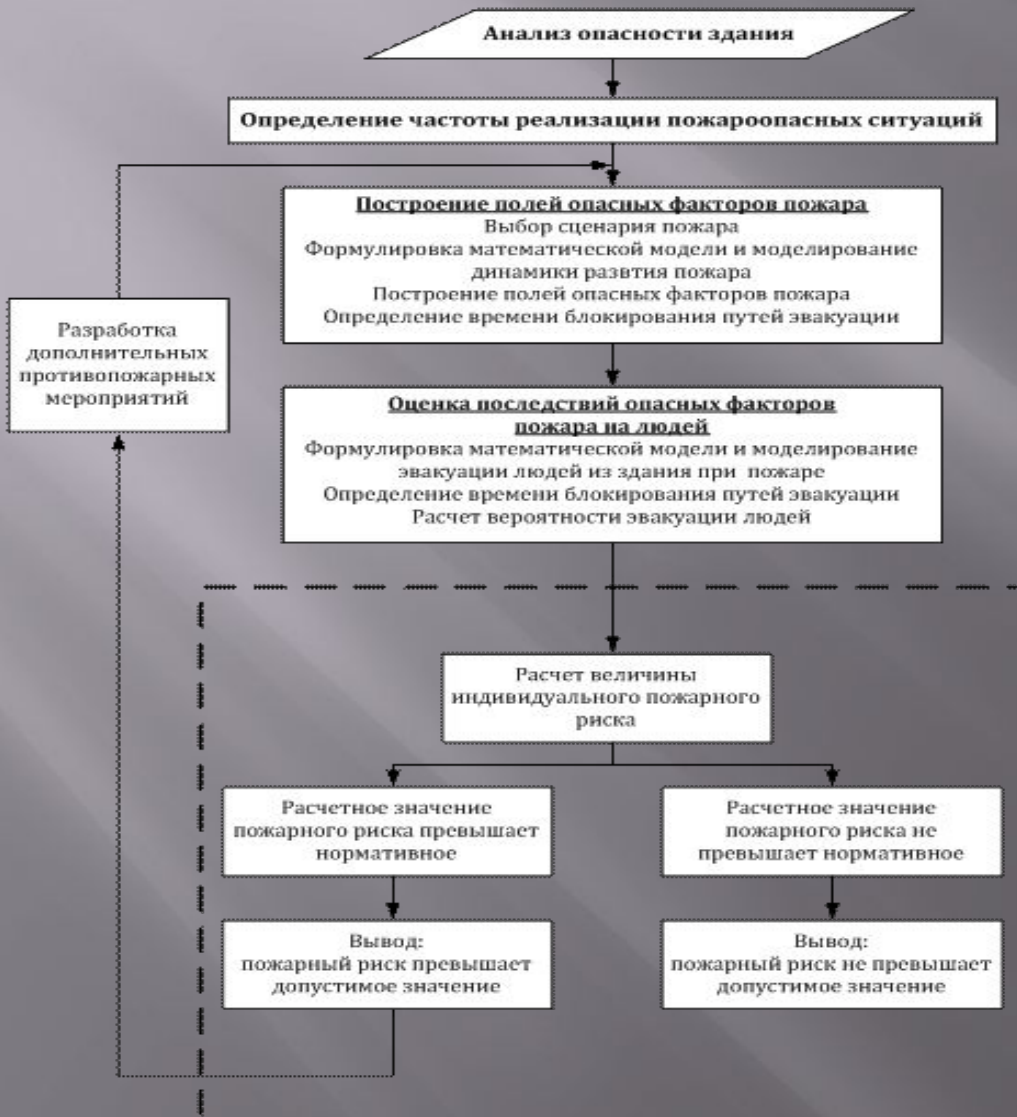 Анализ опасности здания
Определение частоты реализации пожароопасных ситуаций
Построение полей опасных факторов пожара
Выбор сценария пожара
Формулировка математической модели и моделирование
динамики развтия пожара
Построение полей опасных факторов пожара
Определение времени блокирования путей эвакуации
Разработка
дополнительных
противопожарных
мероприятий
Оценка последствий опасных факторов
пожара на людей
Формулировка математической модели и моделирование
эвакуации людей из здания при пожаре
Определение времени блокирования путей эвакуации
Расчет вероятности эвакуации людей
Расчет величины
индивидуального пожарного
риска
Расчетное значение
пожарного риска превышает
нормативное
Расчетное значение
пожарного риска не
превышает нормативное
Вывод:
пожарный риск превышает
допустимое значение
Вывод:
пожарный риск не превышает
допустимое значение